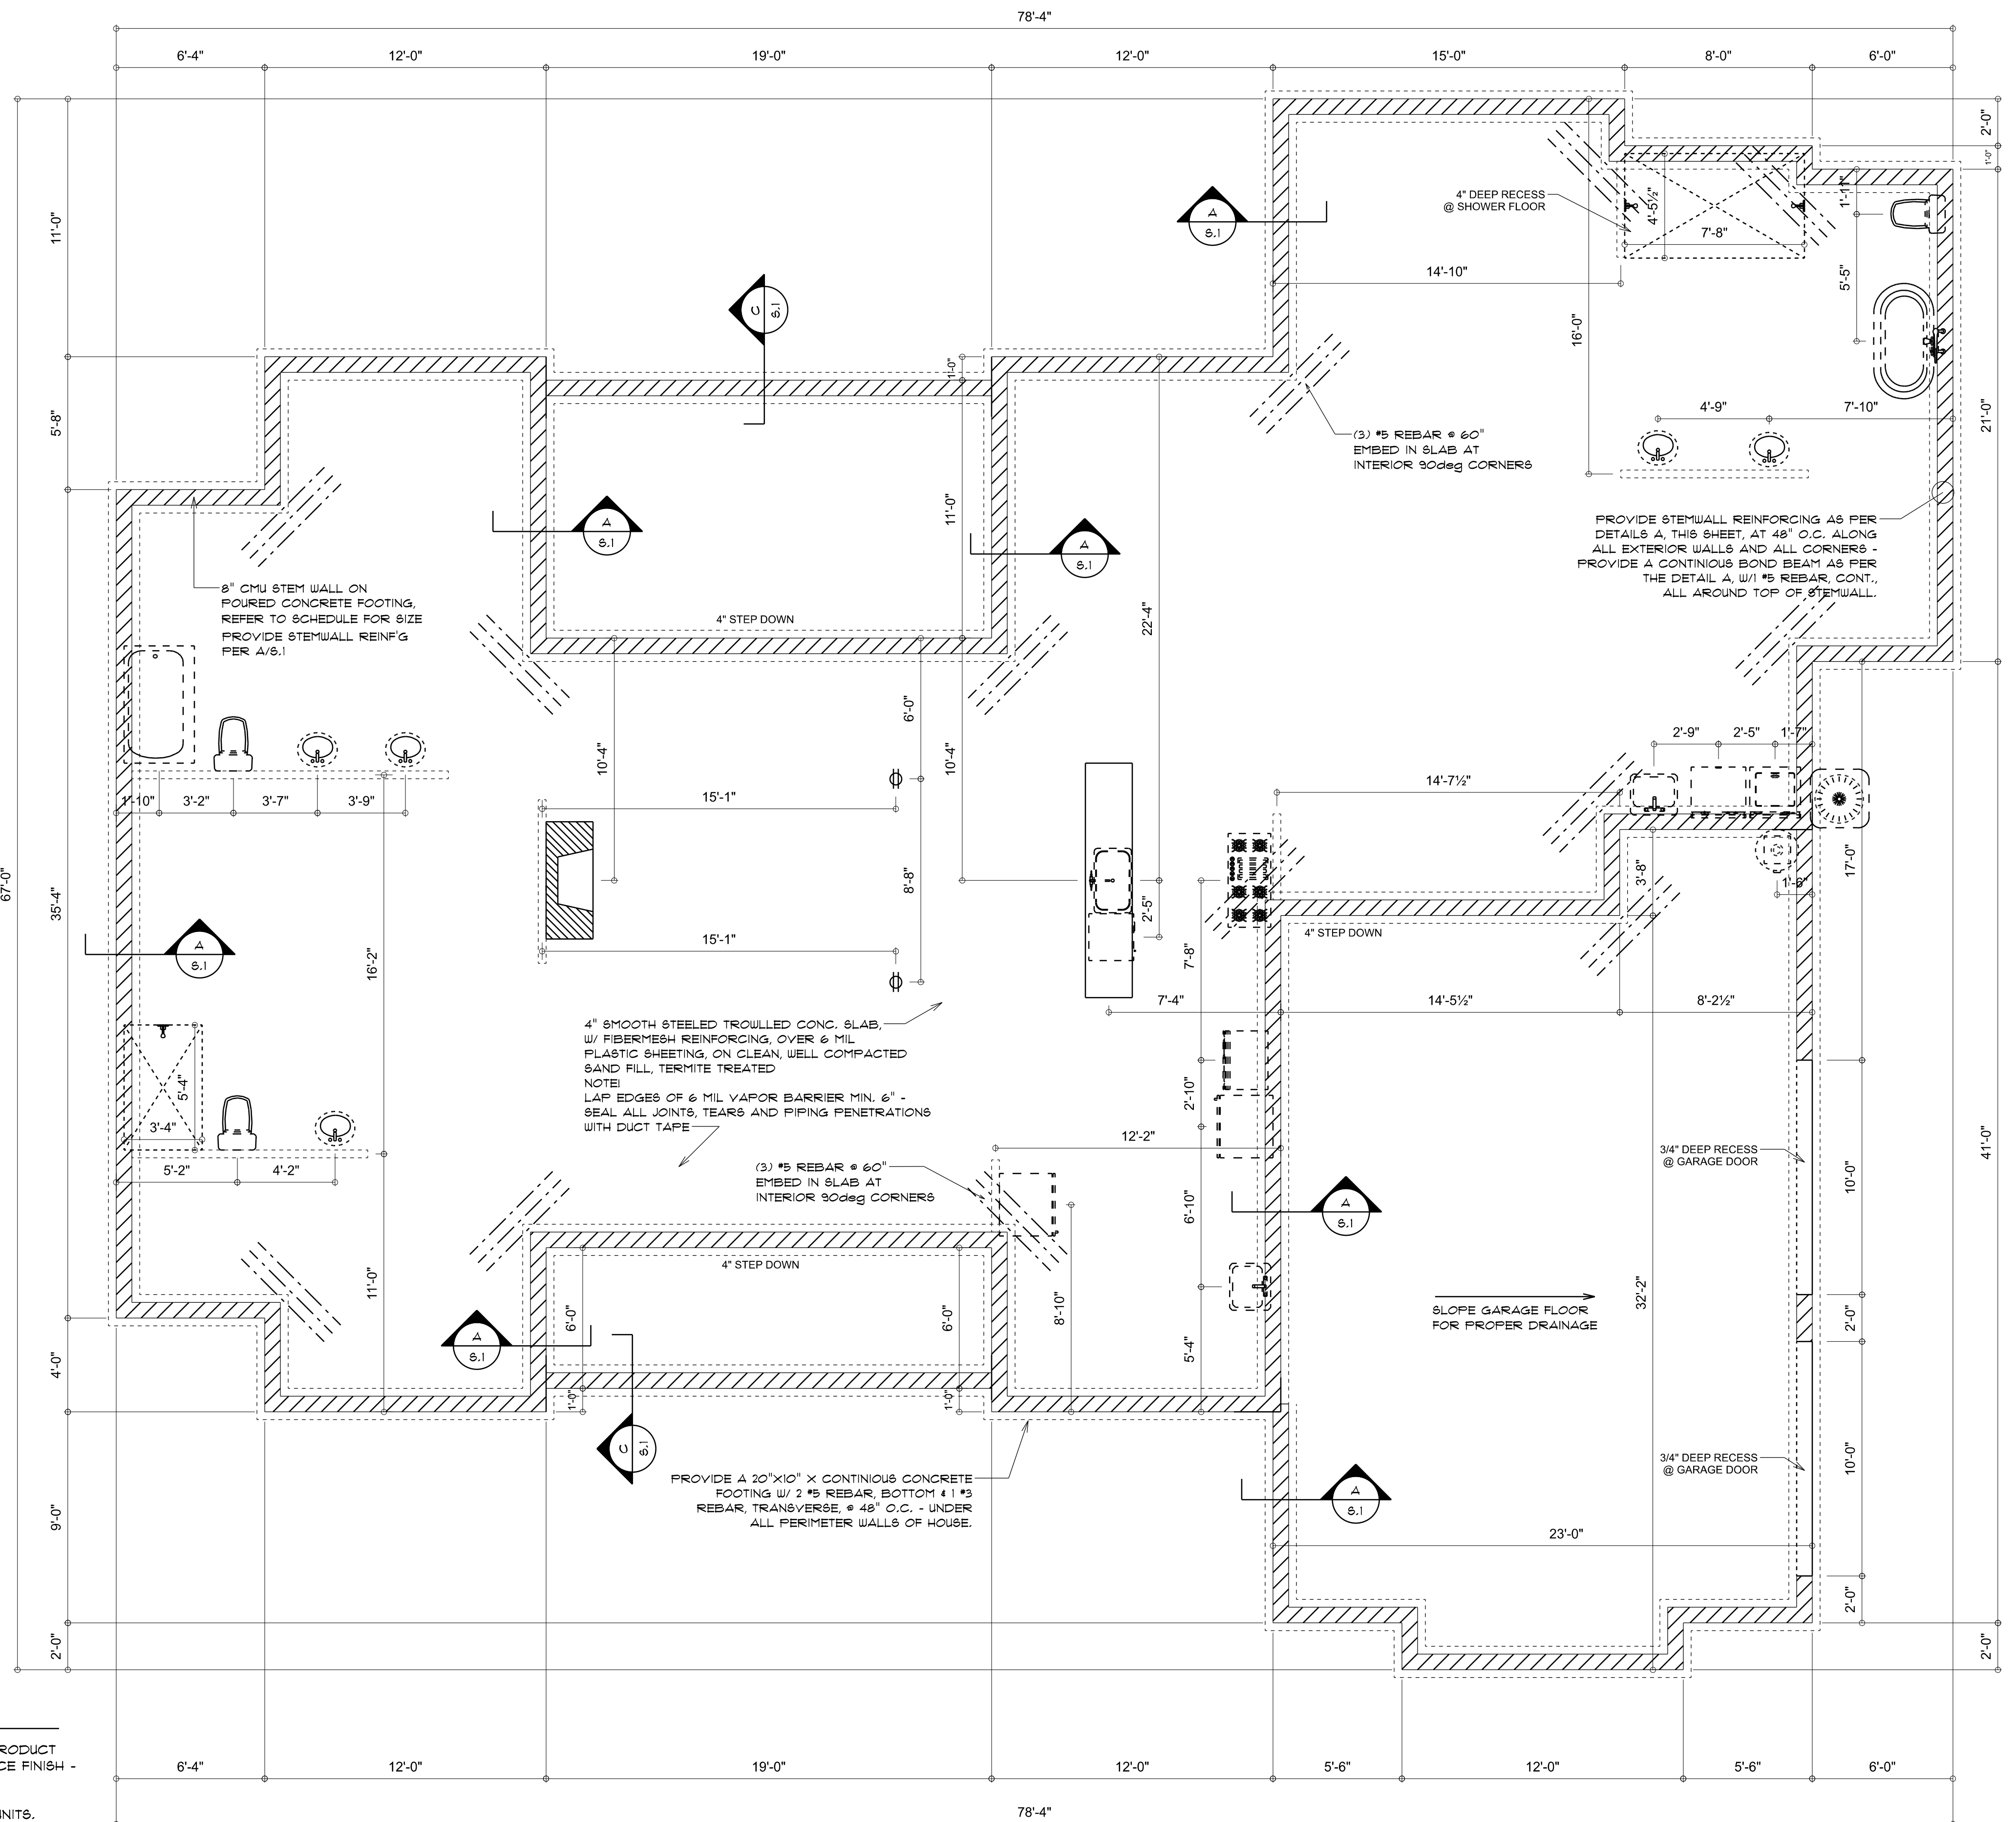 78'-4"
6'-4"
12'-0"
19'-0"
12'-0"
15'-0"
8'-0"
6'-0"
2'-0"
1'-0"
11'-0"
A
S.1
4" DEEP RECESS
@ SHOWER FLOOR
4'-5½"
7'-8"
1'-11"
5'-5"
14'-10"
C
S.1
16'-0"
1'-0"
5'-8"
4'-9"
7'-10"
21'-0"
(3) #5 REBAR @ 60"
EMBED IN SLAB AT
INTERIOR 90deg CORNERS
11'-0"
A
S.1
A
S.1
PROVIDE STEMWALL REINFORCING AS PER
DETAILS A, THIS SHEET, AT 48" O.C. ALONG
ALL EXTERIOR WALLS AND ALL CORNERS -
PROVIDE A CONTINIOUS BOND BEAM AS PER
THE DETAIL A, W/1 #5 REBAR, CONT.,
ALL AROUND TOP OF STEMWALL.
8" CMU STEM WALL ON
POURED CONCRETE FOOTING,
REFER TO SCHEDULE FOR SIZE
PROVIDE STEMWALL REINF'G
PER A/S.1
4" STEP DOWN
22'-4"
6'-0"
10'-4"
10'-4"
2'-9"
2'-5"
1'-7"
14'-7½"
15'-1"
1'-10"
3'-2"
3'-7"
3'-9"
67'-0"
35'-4"
8'-8"
2'-5"
3'-8"
17'-0"
1'-6"
4" STEP DOWN
15'-1"
A
S.1
16'-2"
7'-8"
7'-4"
14'-5½"
8'-2½"
4" SMOOTH STEELED TROWLLED CONC. SLAB,
W/ FIBERMESH REINFORCING, OVER 6 MIL
PLASTIC SHEETING, ON CLEAN, WELL COMPACTED
SAND FILL, TERMITE TREATED
NOTE!
LAP EDGES OF 6 MIL VAPOR BARRIER MIN. 6" -
SEAL ALL JOINTS, TEARS AND PIPING PENETRATIONS
WITH DUCT TAPE
5'-4"
3'-4"
2'-10"
12'-2"
3/4" DEEP RECESS
@ GARAGE DOOR
41'-0"
5'-2"
4'-2"
(3) #5 REBAR @ 60"
EMBED IN SLAB AT
INTERIOR 90deg CORNERS
10'-0"
6'-10"
A
S.1
4" STEP DOWN
11'-0"
6'-0"
6'-0"
8'-10"
32'-2"
SLOPE GARAGE FLOOR
FOR PROPER DRAINAGE
2'-0"
A
S.1
5'-4"
4'-0"
1'-0"
1'-0"
C
S.1
10'-0"
3/4" DEEP RECESS
@ GARAGE DOOR
PROVIDE A 20"X10" X CONTINIOUS CONCRETE
FOOTING W/ 2 #5 REBAR, BOTTOM & 1 #3
REBAR, TRANSVERSE, @ 48" O.C. - UNDER
ALL PERIMETER WALLS OF HOUSE.
A
S.1
9'-0"
23'-0"
2'-0"
2'-0"
2'-0"
RODUCT
CE FINISH -
NITS.
6'-4"
12'-0"
19'-0"
12'-0"
5'-6"
12'-0"
5'-6"
6'-0"
78'-4"